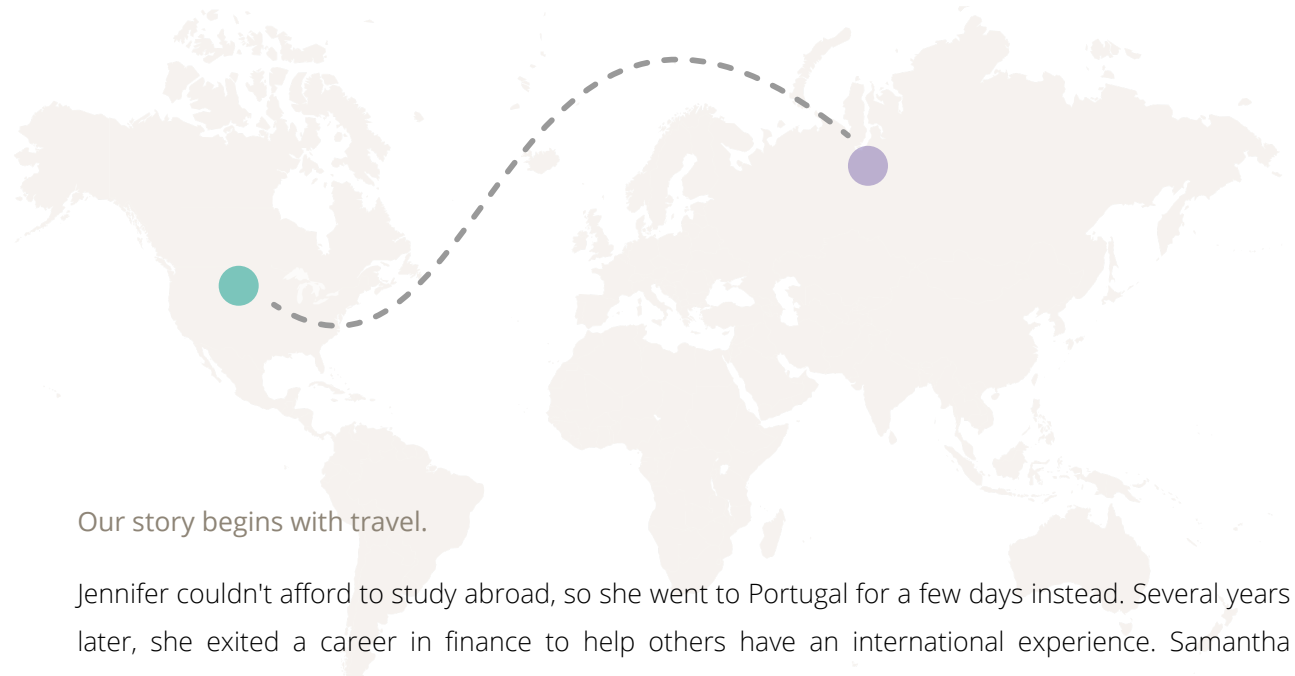 Our story begins with travel.
Jennifer couldn't afford to study abroad, so she went to Portugal for a few days instead. Several years
later, she exited a career in finance to help others have an international experience. Samantha